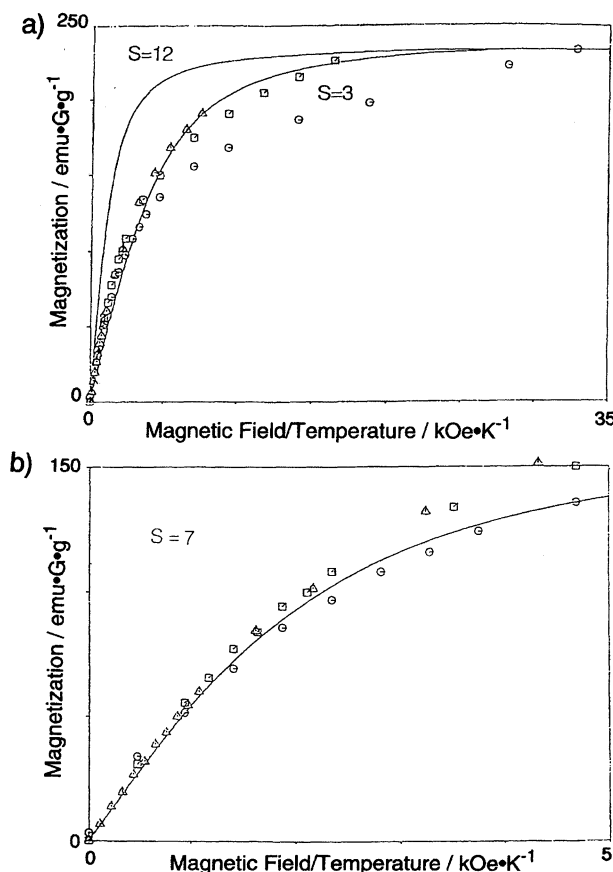 a)
250
S=12
S=3
Magnetization / emu•G•g⁻¹
0
0
35
Magnetic Field/Temperature / kOe•K⁻¹
b)
150
S = 7
Magnetization / emu•G•g⁻¹
0
0
5
Magnetic Field/Temperature / kOe•K⁻¹